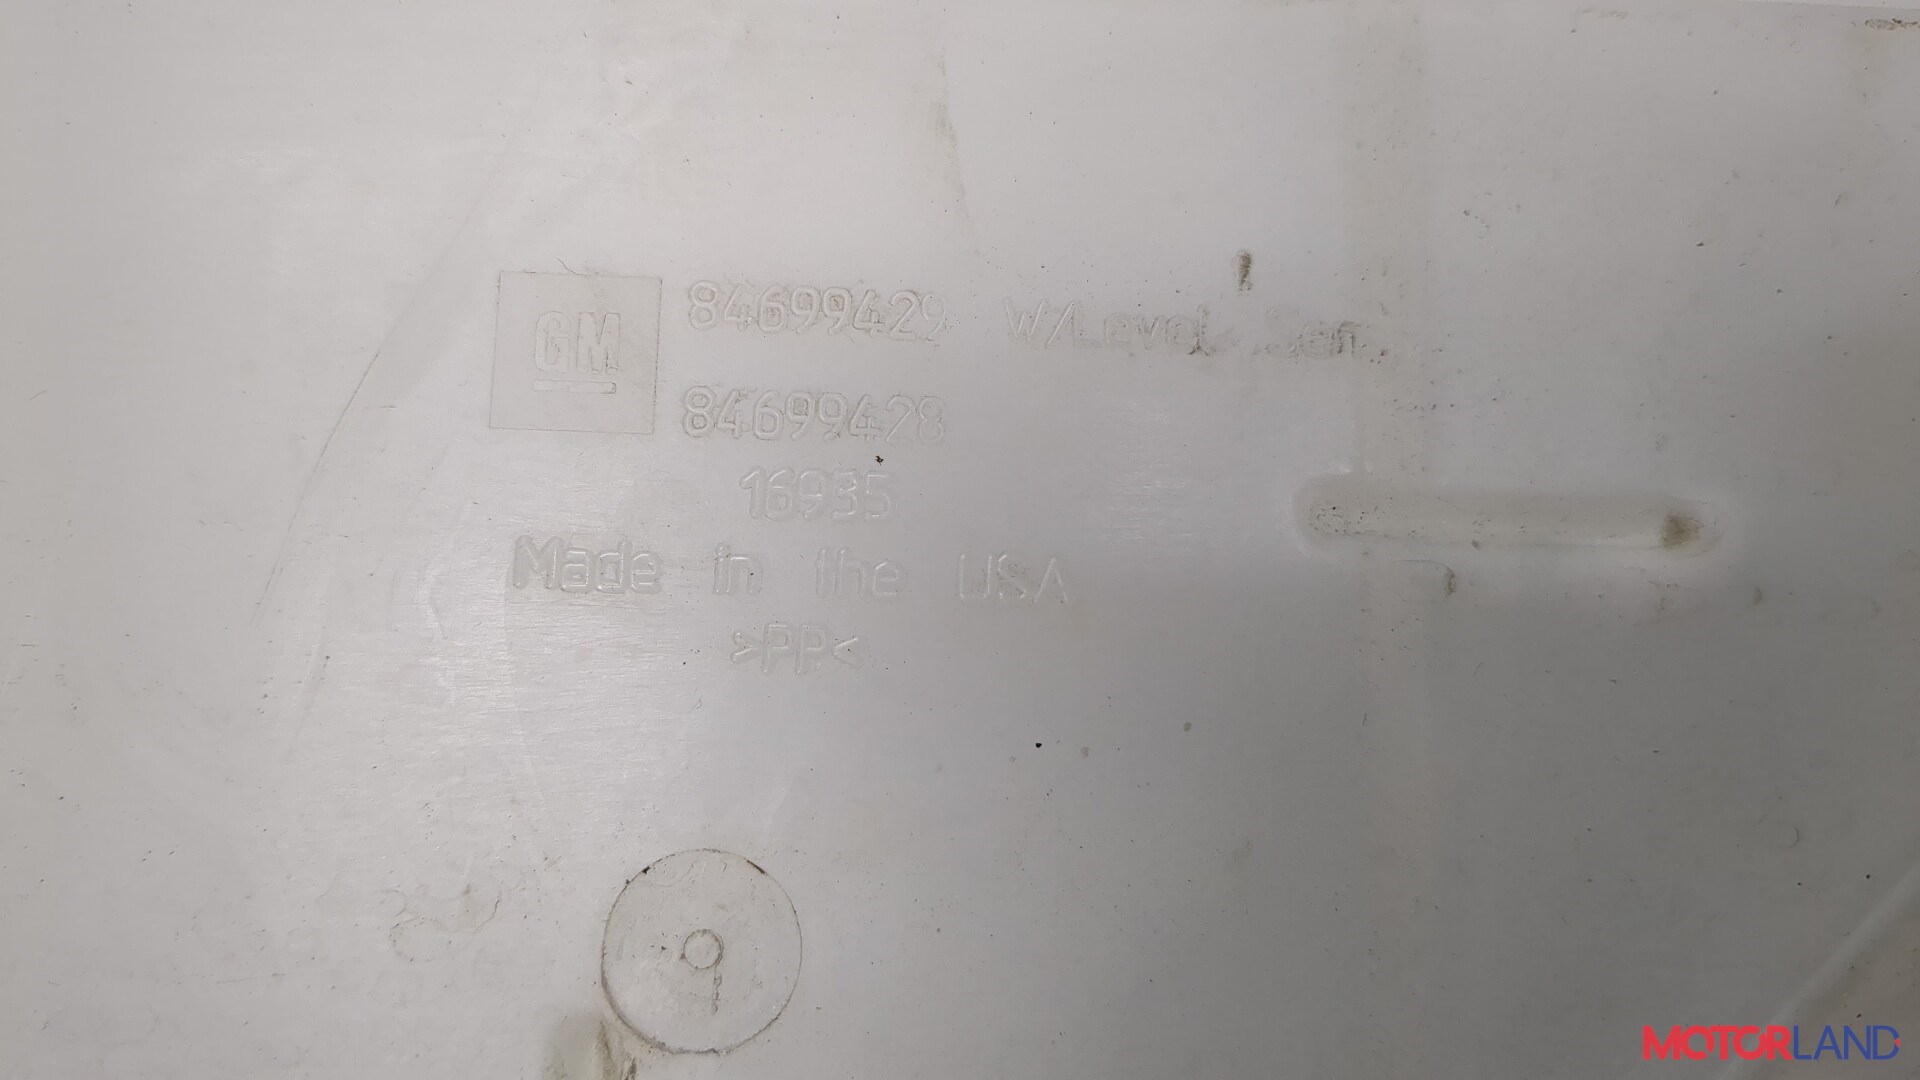 GM
84699429 W/Level Sen
84699428
16935
Made in the USA
>PP<
MOTORLAND